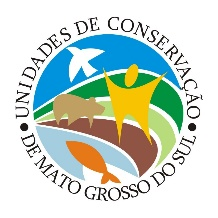 UNIDADES DE CONSERVAÇÃO
DE MATO GROSSO DO SUL